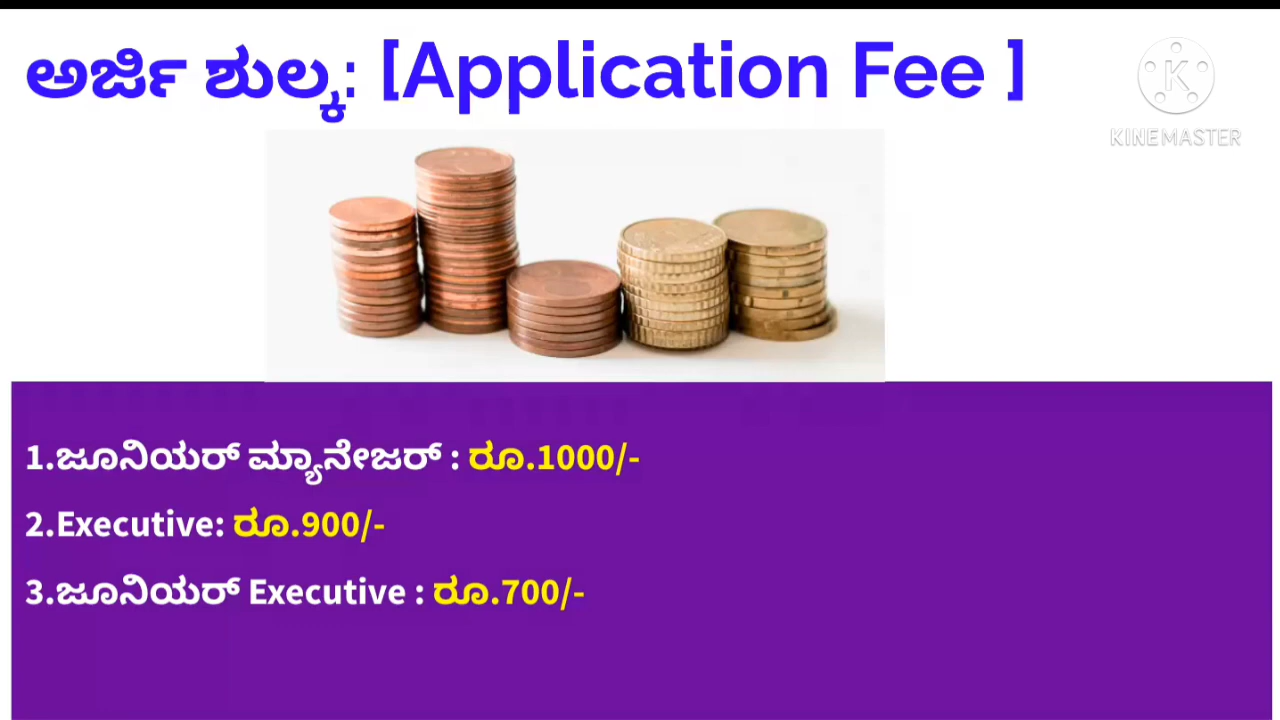 ಅರ್ಜಿ ಶುಲ್ಕ: [Application Fee ]
K
KINEMASTER
1.ಜೂನಿಯರ್ ಮ್ಯಾನೇಜರ್ : ರೂ.1000/-
2.Executive: ರೂ.900/-
3.ಜೂನಿಯರ್ Executive : ರೂ.700/-